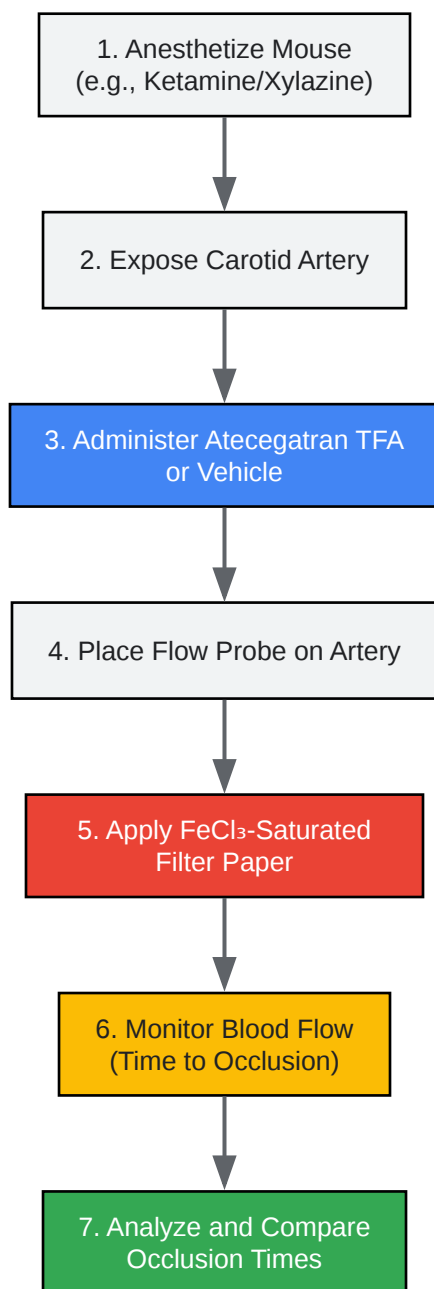 1. Anesthetize Mouse
(e.g., Ketamine/Xylazine)
2. Expose Carotid Artery
3. Administer Atecegatran TFA
or Vehicle
4. Place Flow Probe on Artery
5. Apply FeCl₃-Saturated
Filter Paper
6. Monitor Blood Flow
(Time to Occlusion)
7. Analyze and Compare
Occlusion Times